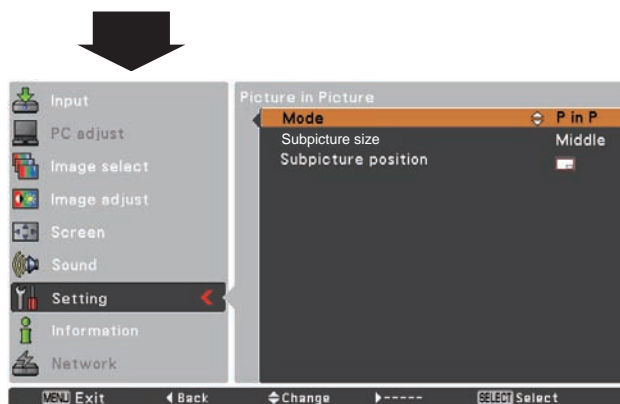 Input
PC adjust
Image select
Image adjust
Screen
Sound
Setting
Information
Network
Picture in Picture
Mode P in P
Subpicture size Middle
Subpicture position
MENU Exit Back Change ----- SELECT Select